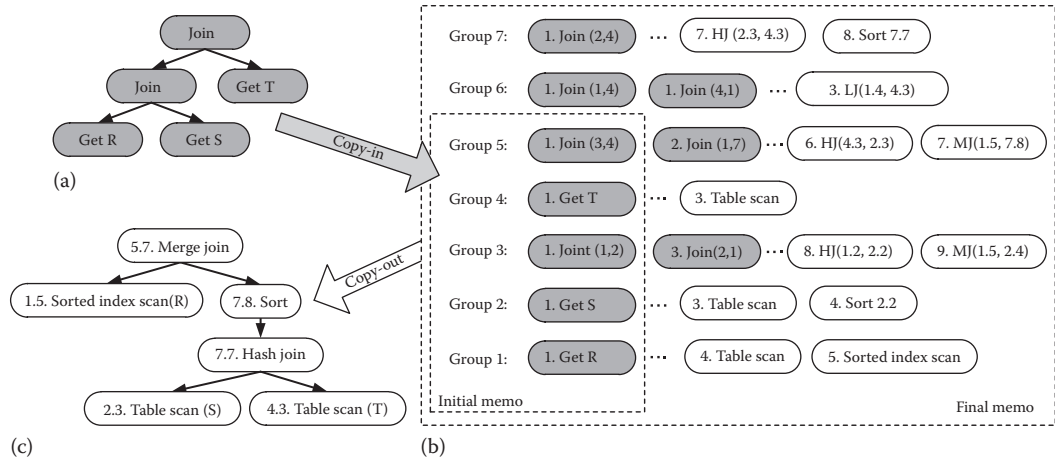 Join
Join
Get T
Get R
Get S
(a)
Copy-in
Copy-out
5.7. Merge join
1.5. Sorted index scan(R)
7.8. Sort
7.7. Hash join
2.3. Table scan (S)
4.3. Table scan (T)
(c)
Group 7: 1. Join (2,4) ... 7. HJ (2.3, 4.3) 8. Sort 7.7
Group 6: 1. Join (1,4) 1. Join (4,1) ... 3. LJ(1.4, 4.3)
Group 5: 1. Join (3,4) 2. Join (1,7) ... 6. HJ(4.3, 2.3) 7. MJ(1.5, 7.8)
Group 4: 1. Get T ... 3. Table scan
Group 3: 1. Joint (1,2) 3. Join(2,1) ... 8. HJ(1.2, 2.2) 9. MJ(1.5, 2.4)
Group 2: 1. Get S ... 3. Table scan 4. Sort 2.2
Group 1: 1. Get R ... 4. Table scan 5. Sorted index scan
Initial memo
Final memo
(b)